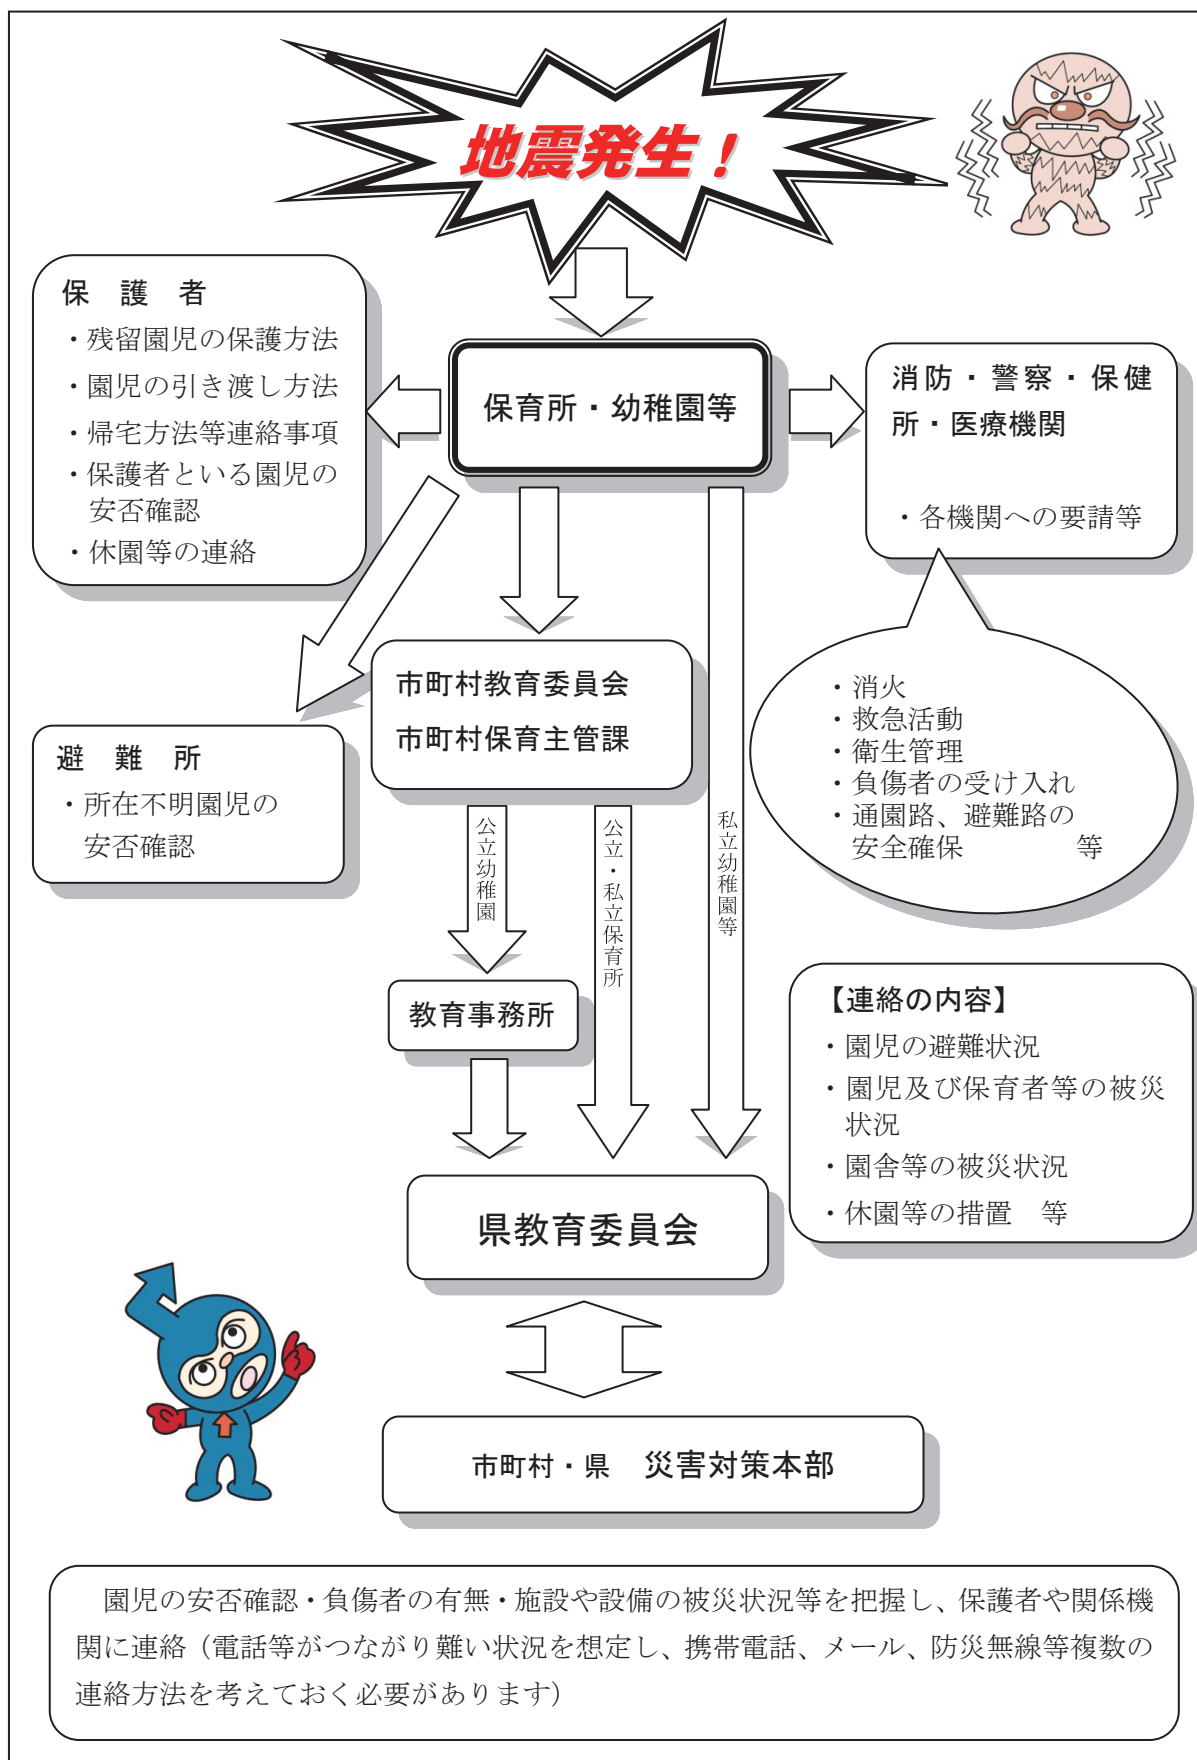 地震発生！
保　護　者
・残留園児の保護方法
・園児の引き渡し方法
・帰宅方法等連絡事項
・保護者といる園児の
安否確認
・休園等の連絡
保育所・幼稚園等
消防・警察・保健
所・医療機関
・各機関への要請等
・消火
・救急活動
・衛生管理
・負傷者の受け入れ
・通園路、避難路の
安全確保　　　　　等
市町村教育委員会
市町村保育主管課
避　難　所
・所在不明園児の
安否確認
公立幼稚園
公立・私立保育所
私立幼稚園等
教育事務所
【連絡の内容】
・園児の避難状況
・園児及び保育者等の被災
状況
・園舎等の被災状況
・休園等の措置　等
県教育委員会
市町村・県　災害対策本部
園児の安否確認・負傷者の有無・施設や設備の被災状況等を把握し、保護者や関係機
関に連絡（電話等がつながり難い状況を想定し、携帯電話、メール、防災無線等複数の
連絡方法を考えておく必要があります）